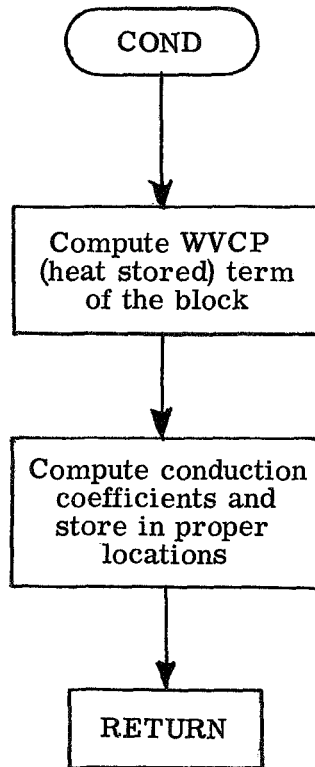 COND
Compute WVCP
(heat stored) term
of the block
Compute conduction
coefficients and
store in proper
locations
RETURN